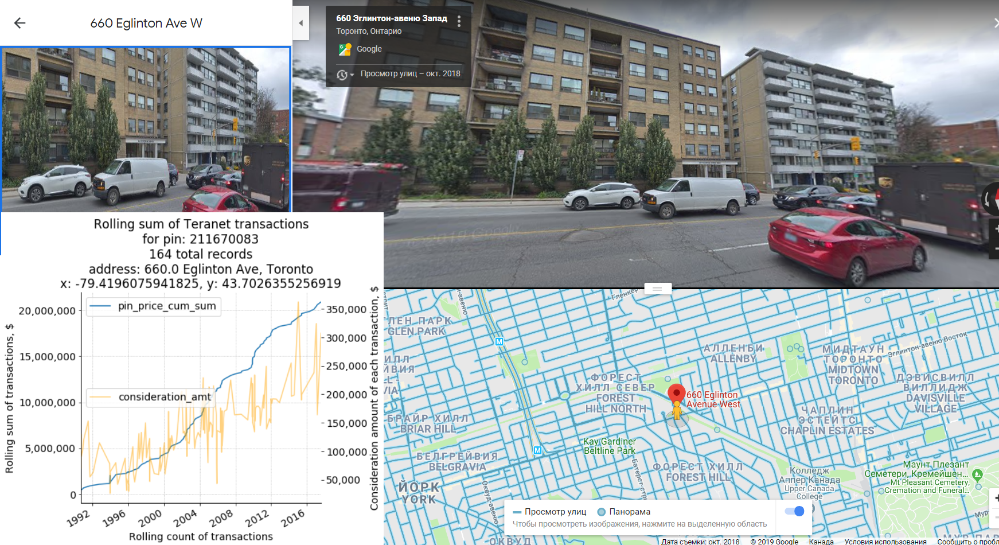 660 Eglinton Ave W
660 Эглинтон-авеню Запад
Торонто, Онтарио
Google
Просмотр улиц – окт. 2018
Rolling sum of Teranet transactions
for pin: 211670083
164 total records
address: 660.0 Eglinton Ave, Toronto
x: -79.4196075941825, y: 43.7026355256919
pin_price_cum_sum
consideration_amt
Rolling sum of transactions, $
20,000,000
15,000,000
10,000,000
5,000,000
0
Consideration amount of each transaction, $
350,000
300,000
250,000
200,000
150,000
100,000
50,000
1992
1996
2000
2004
2008
2012
2016
Rolling count of transactions
ЛЕН ПАРК
GLEN PARK
АЛЛЕНБИ
ALLENBY
МИДТАУН
ТОРОНТО
MIDTOWN
TORONTO
Эглинтон-авеню Восток
ДЭВИСВИЛЛ
ВИЛЛИДЖ
DAVISVILLE
VILLAGE
ФОРЕСТ
ХИЛЛ СЕВЕР
FOREST
HILL NORTH
660 Eglinton
Avenue West
БРАЙР ХИЛЛ
BRIAR HILL
ЧАПЛИН
ЭСТЕЙТС
CHAPLIN ESTATES
Kay Gardiner
Beltline Park
БЕЛГРЕЙВИЯ
BELGRAVIA
ФОРЕСТ ХИЛЛ
FOREST HILL
ЙОРК
YORK
Колледж
Аппер Канада
Upper Canada
College
Маунт Плезант
Семетери, Кремейшен...
Mt Pleasant Cemetery,
Cremation and Funeral...
M
M
Просмотр улиц
Панорама
Чтобы просмотреть изображения, нажмите на выделенную область
ОКВУД
Дата съемки: окт. 2018 © 2019 Google Канада Условия использования Сообщить о пробл